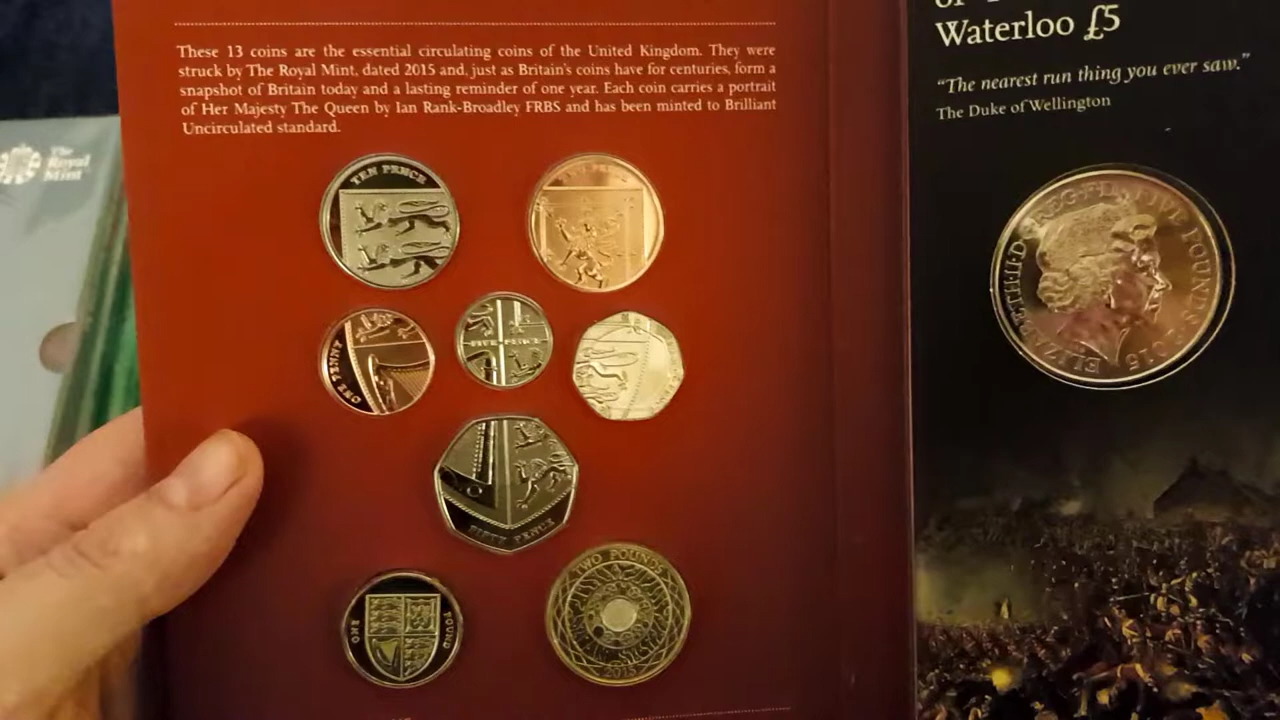 These 13 coins are the essential circulating coins of the United Kingdom. They were
struck by The Royal Mint, dated 2015 and, just as Britain's coins have for centuries, form a
snapshot of Britain today and a lasting reminder of one year. Each coin carries a portrait
of Her Majesty The Queen by Ian Rank-Broadley FRBS and has been minted to Brilliant
Uncirculated standard.
The
Royal
Mint
TEN PENCE
ONE PENNY
FIVE PENCE
FIFTY PENCE
ONE
POUND
TWO POUNDS
2015
Waterloo £5
“The nearest run thing you ever saw.”
The Duke of Wellington
ELIZABETH·II·D
REG·F·D
FIVE POUNDS·2015